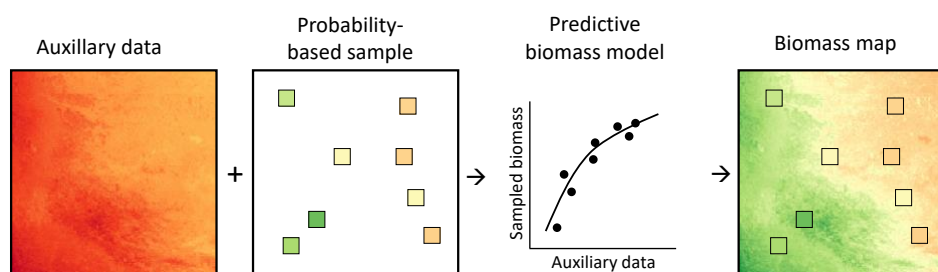 Auxillary data
Probability-
based sample
Predictive
biomass model
Biomass map
+
→
Sampled biomass
Auxiliary data
→